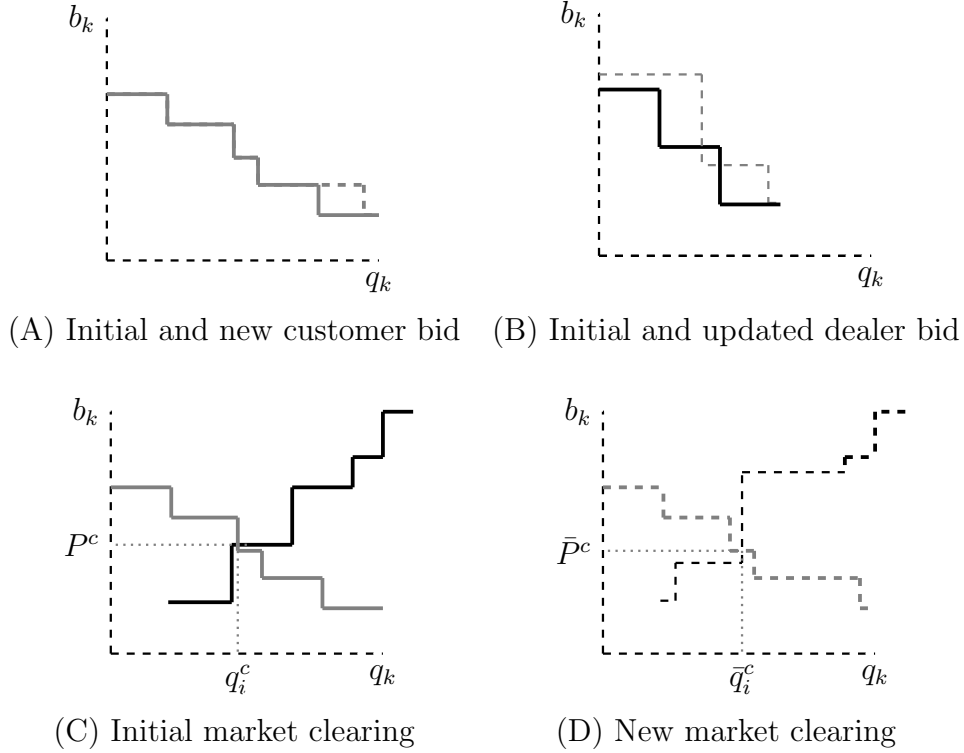 b_k
q_k
(A) Initial and new customer bid
b_k
q_k
(B) Initial and updated dealer bid
b_k
P^c
q_i^c
q_k
(C) Initial market clearing
b_k
P̄^c
q̄_i^c
q_k
(D) New market clearing